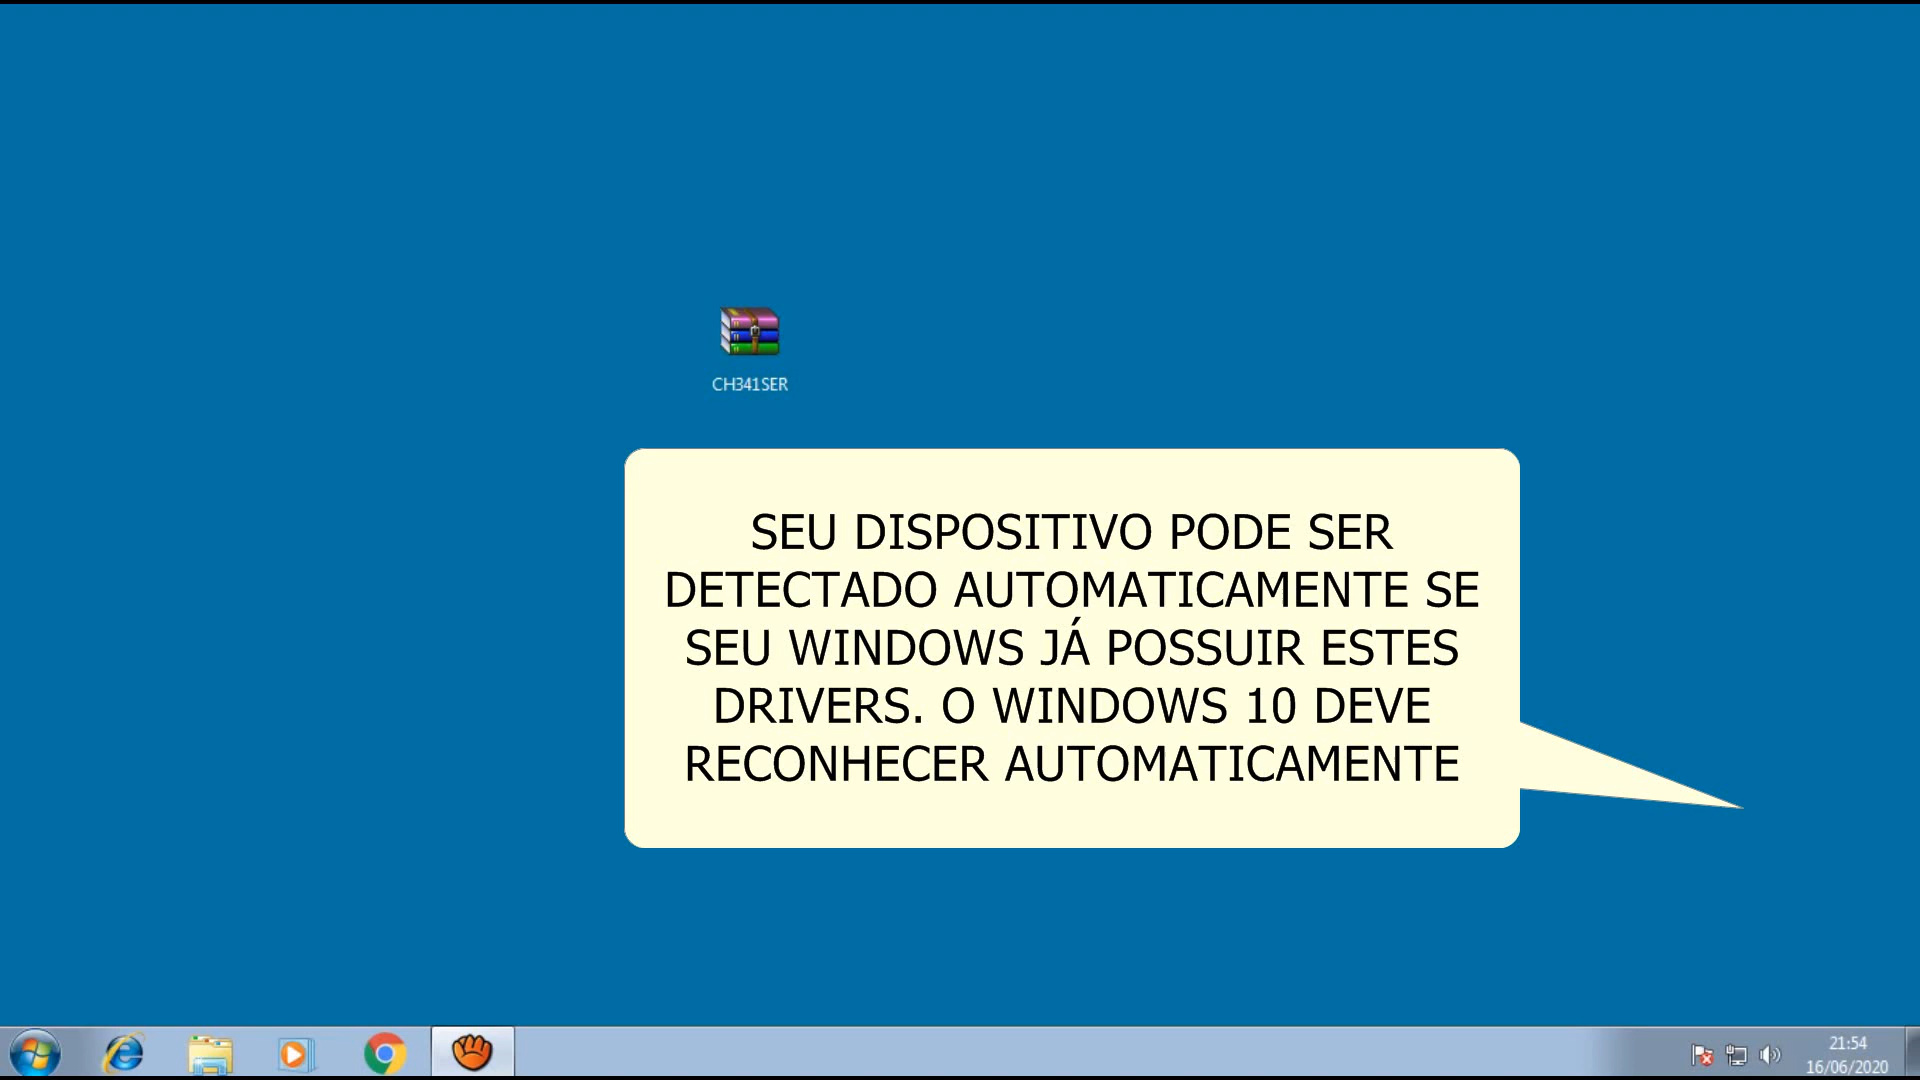 CH341SER
SEU DISPOSITIVO PODE SER
DETECTADO AUTOMATICAMENTE SE
SEU WINDOWS JÁ POSSUIR ESTES
DRIVERS. O WINDOWS 10 DEVE
RECONHECER AUTOMATICAMENTE
21:54
16/06/2020